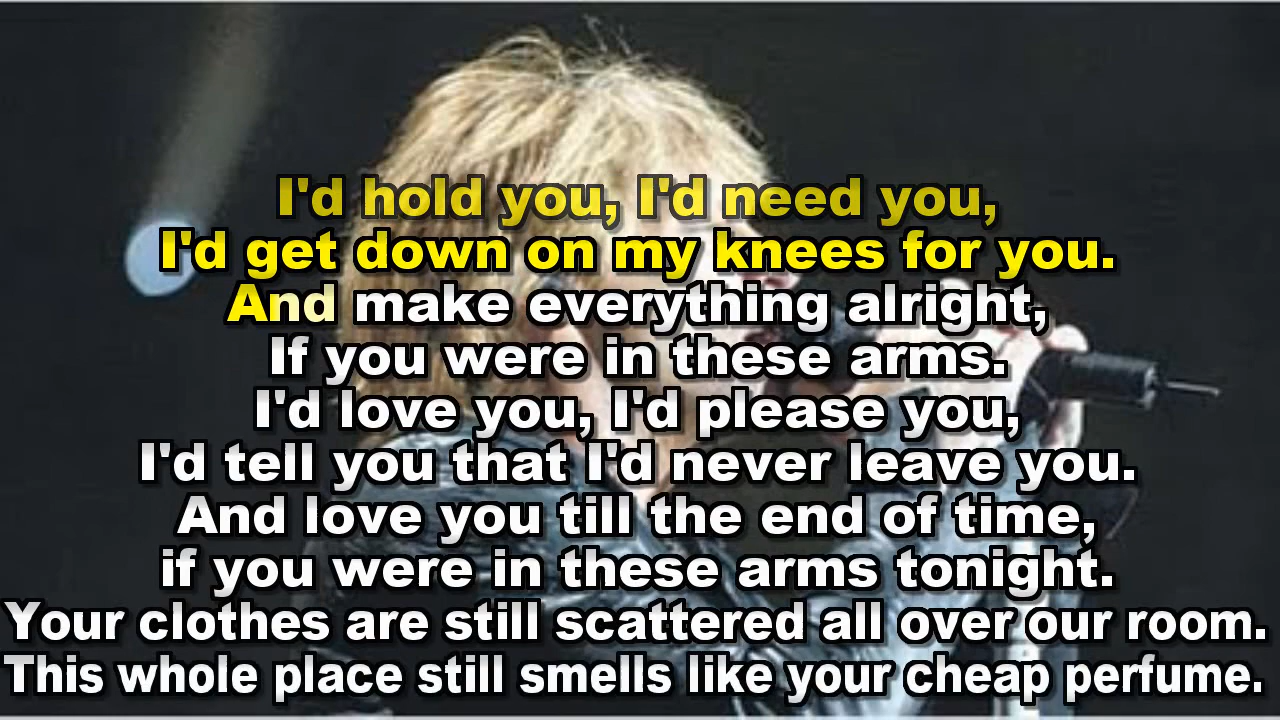 I'd hold you, I'd need you,
I'd get down on my knees for you.
And make everything alright,
If you were in these arms.
I'd love you, I'd please you,
I'd tell you that I'd never leave you.
And love you till the end of time,
if you were in these arms tonight.
Your clothes are still scattered all over our room.
This whole place still smells like your cheap perfume.